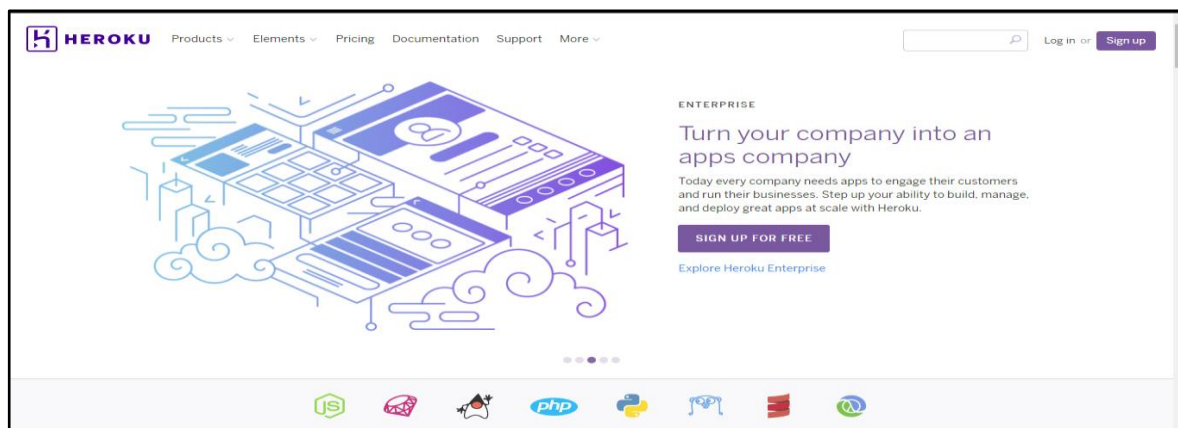 HEROKU Products Elements Pricing Documentation Support More Log in or Sign up
ENTERPRISE
Turn your company into an
apps company
Today every company needs apps to engage their customers
and run their businesses. Step up your ability to build, manage,
and deploy great apps at scale with Heroku.
SIGN UP FOR FREE
Explore Heroku Enterprise
JS
php